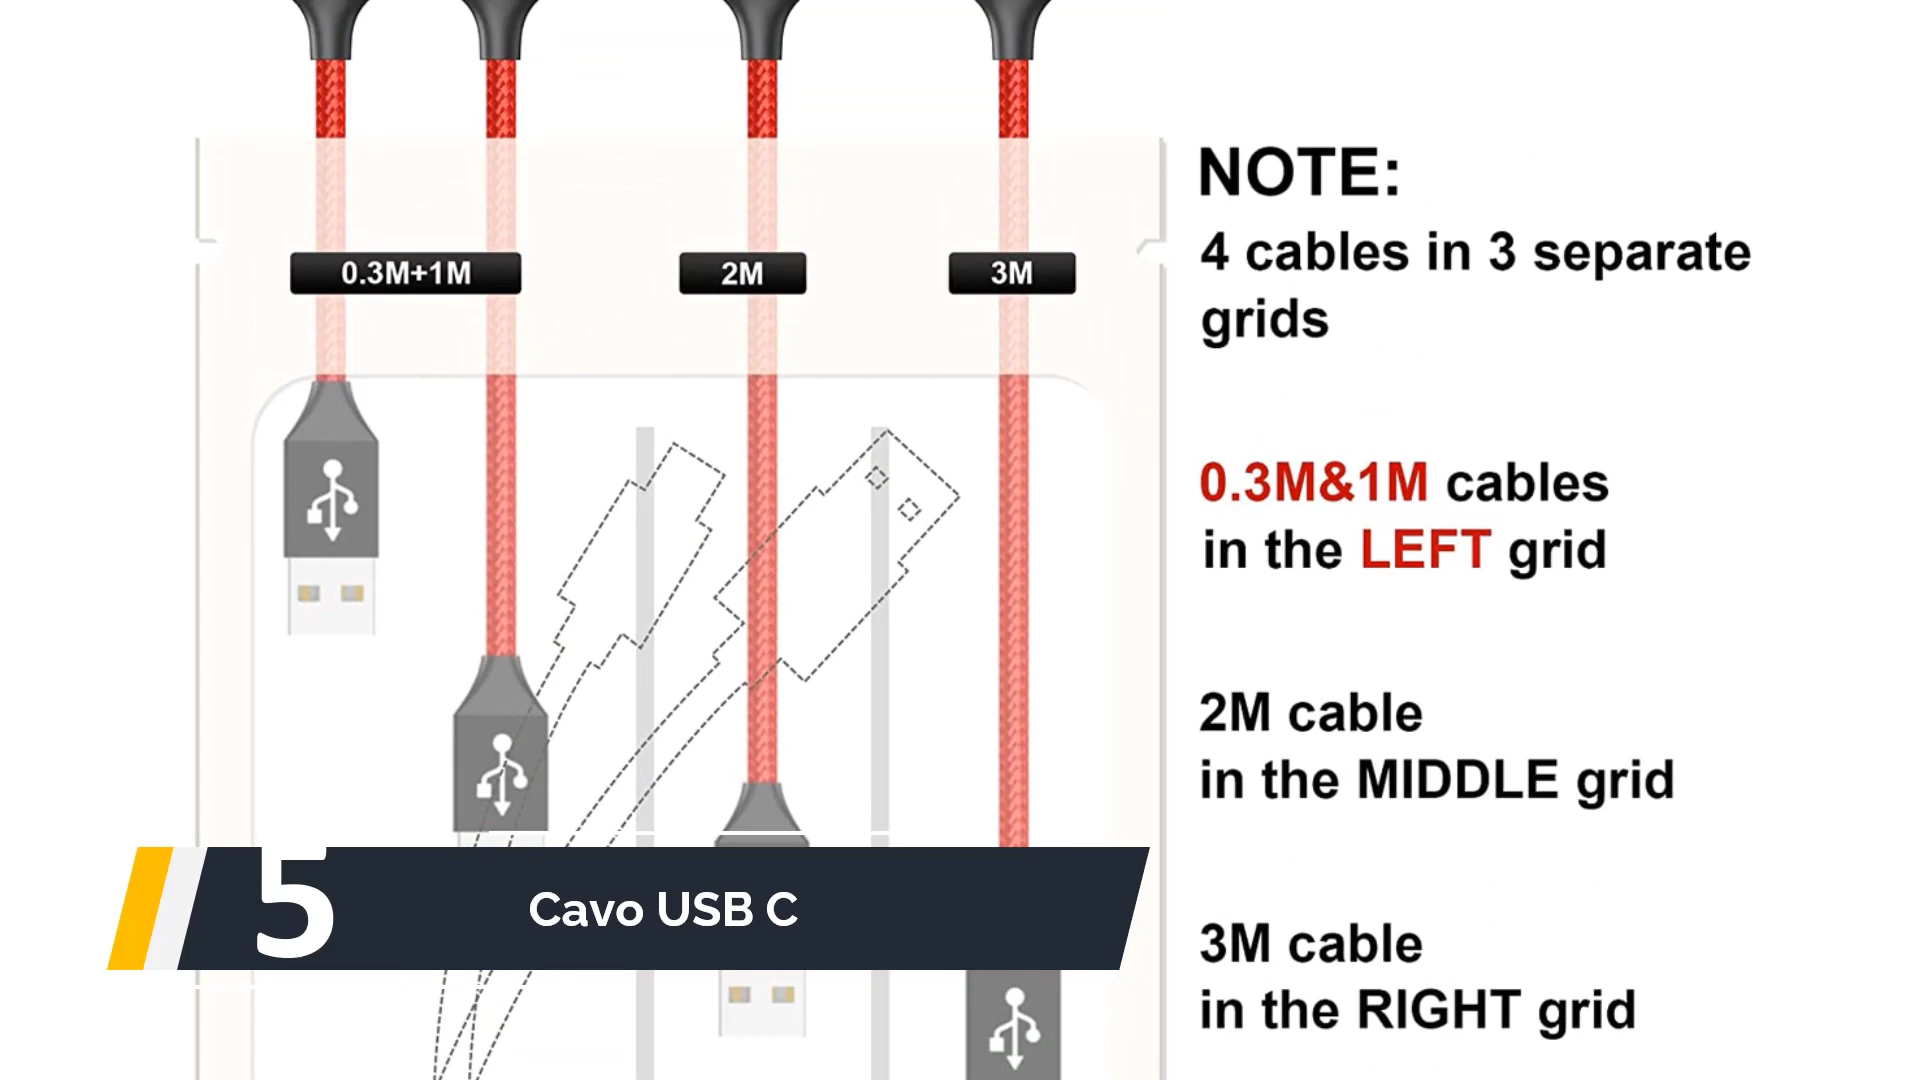 0.3M+1M
2M
3M
NOTE:
4 cables in 3 separate
grids
0.3M&1M cables
in the LEFT grid
2M cable
in the MIDDLE grid
3M cable
in the RIGHT grid
5
Cavo USB C